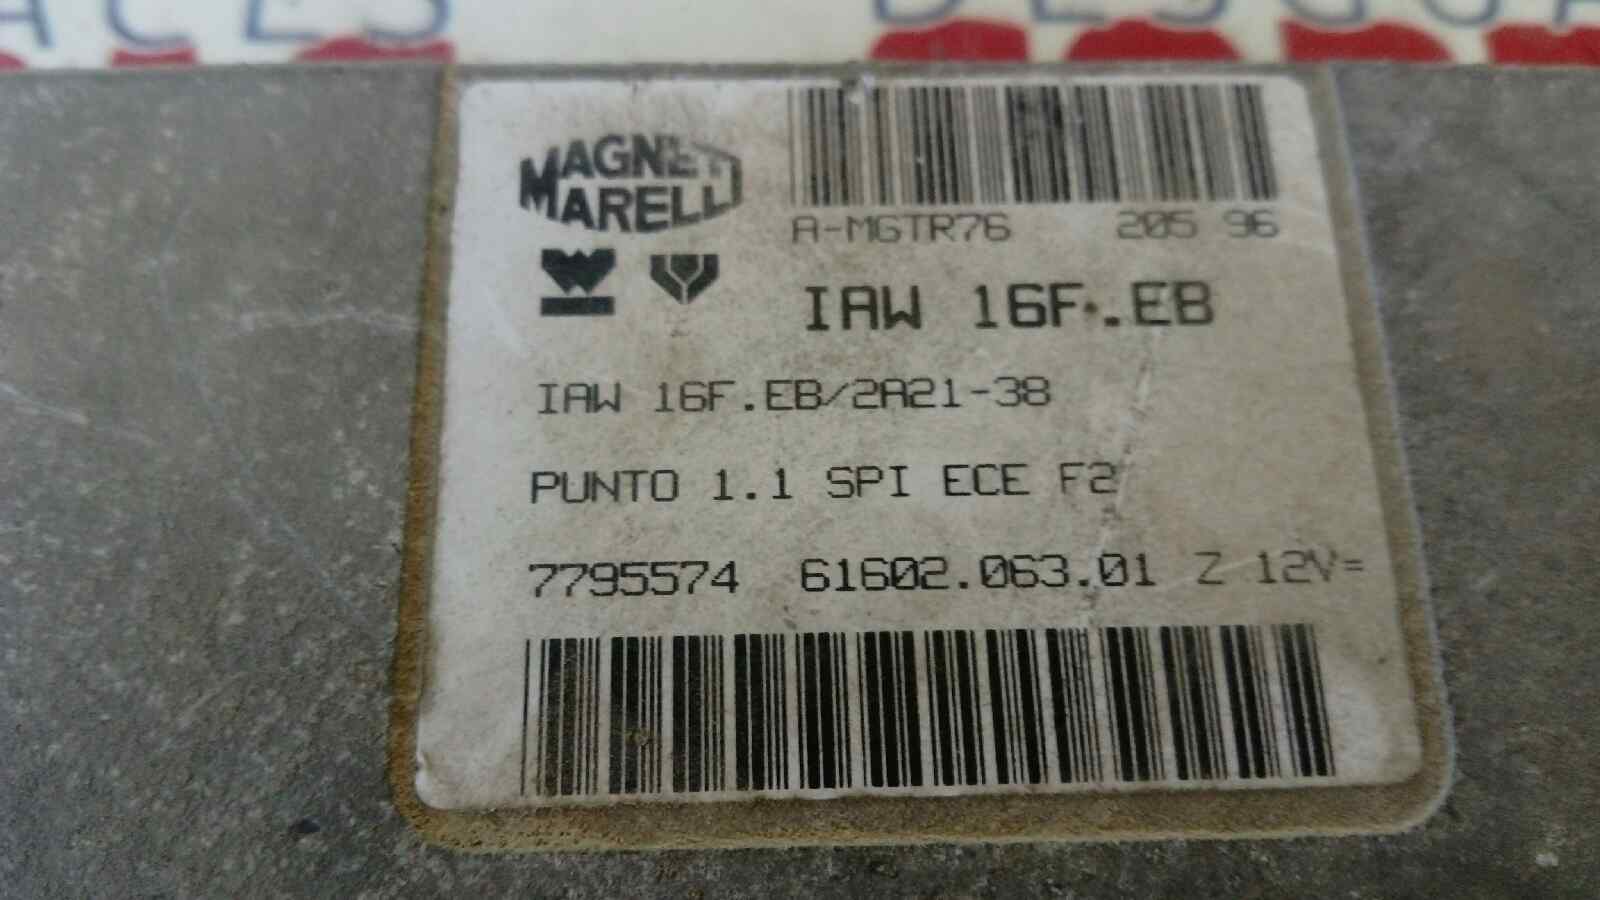 MAGNETI
MARELLI
A-MGTR76 205 96
IAW 16F.EB
IAW 16F.EB/2A21-38
PUNTO 1.1 SPI ECE F2
7795574 61602.063.01 Z 12V=